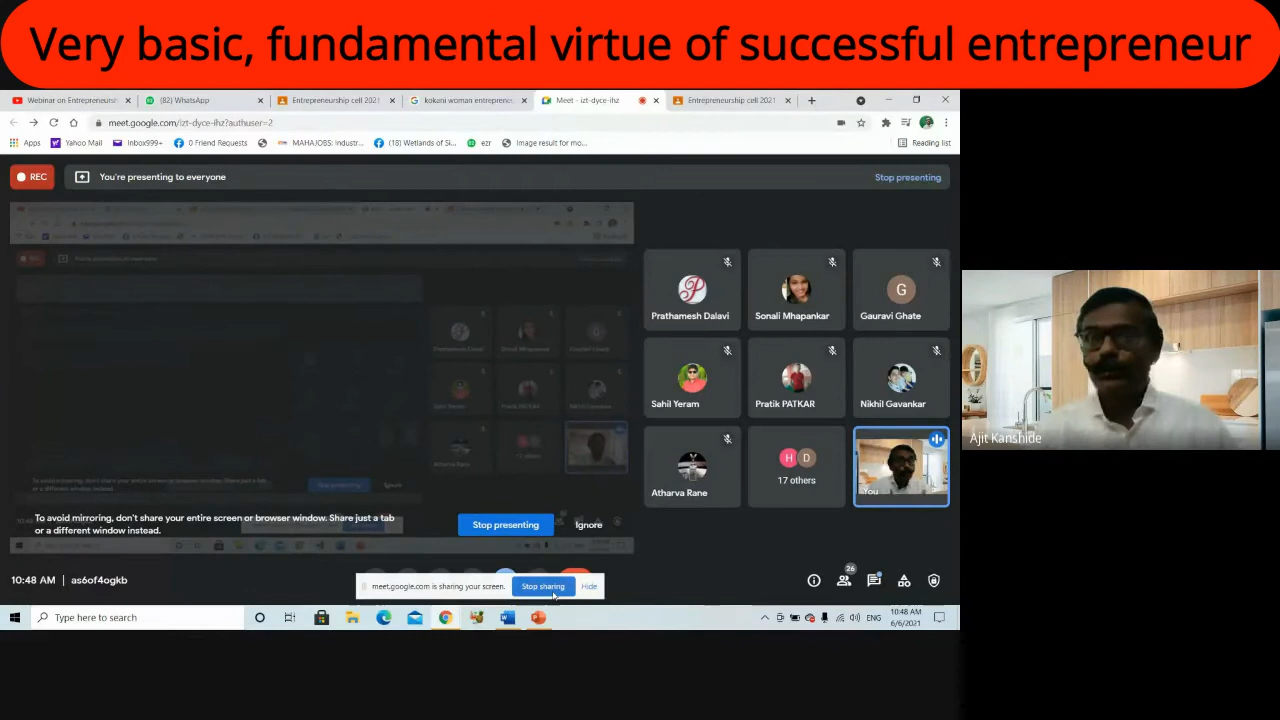 Very basic, fundamental virtue of successful entrepreneur
Webinar on Entrepreneursh
(82) WhatsApp
Entrepreneurship cell 2021
kokani woman entreprene
Meet - izt-dyce-ihz
Entrepreneurship cell 2021
meet.google.com/izt-dyce-ihz?authuser=2
Apps
Yahoo Mail
Inbox999+
0 Friend Requests
MAHAJOBS: Industr...
(18) Wetlands of Si...
ezr
Image result for mo...
Reading list
REC
You're presenting to everyone
Stop presenting
Prathamesh Dalavi
Sonali Mhapankar
G
Gauravi Ghate
Sahil Yeram
Pratik PATKAR
Nikhil Gavankar
Atharva Rane
H
D
17 others
You
Ajit Kanshide
To avoid mirroring, don't share your entire screen or browser window. Share just a tab
or a different window instead.
Stop presenting
Ignore
10:48 AM | as6of4ogkb
meet.google.com is sharing your screen.
Stop sharing
Hide
26
Type here to search
ENG
10:48 AM
6/6/2021